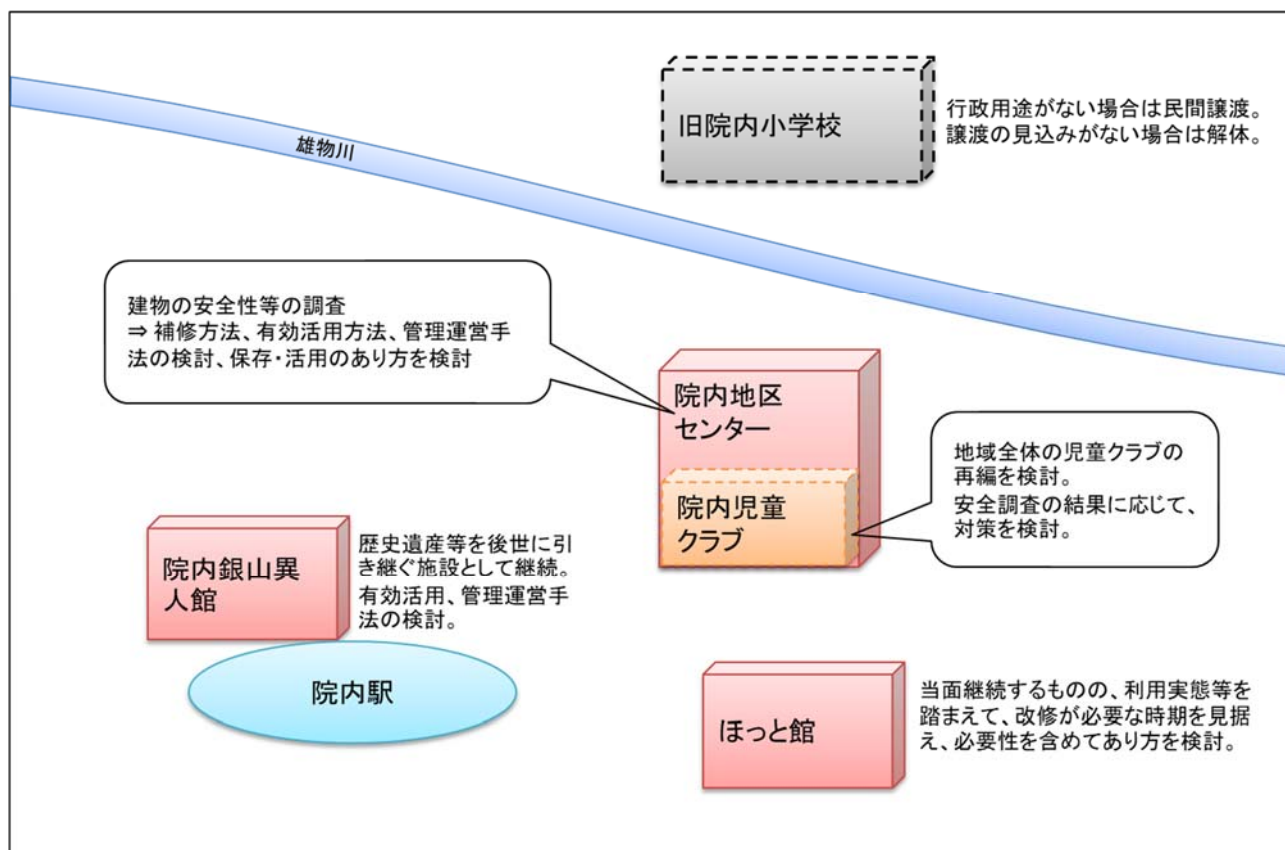 旧院内小学校
行政用途がない場合は民間譲渡。
譲渡の見込みがない場合は解体。
雄物川
建物の安全性等の調査
⇒ 補修方法、有効活用方法、管理運営手
法の検討、保存・活用のあり方を検討
院内地区
センター
院内児童
クラブ
地域全体の児童クラブの
再編を検討。
安全調査の結果に応じて、
対策を検討。
院内銀山異
人館
歴史遺産等を後世に引
き継ぐ施設として継続。
有効活用、管理運営手
法の検討。
院内駅
ほっと館
当面継続するものの、利用実態等を
踏まえて、改修が必要な時期を見据
え、必要性を含めてあり方を検討。